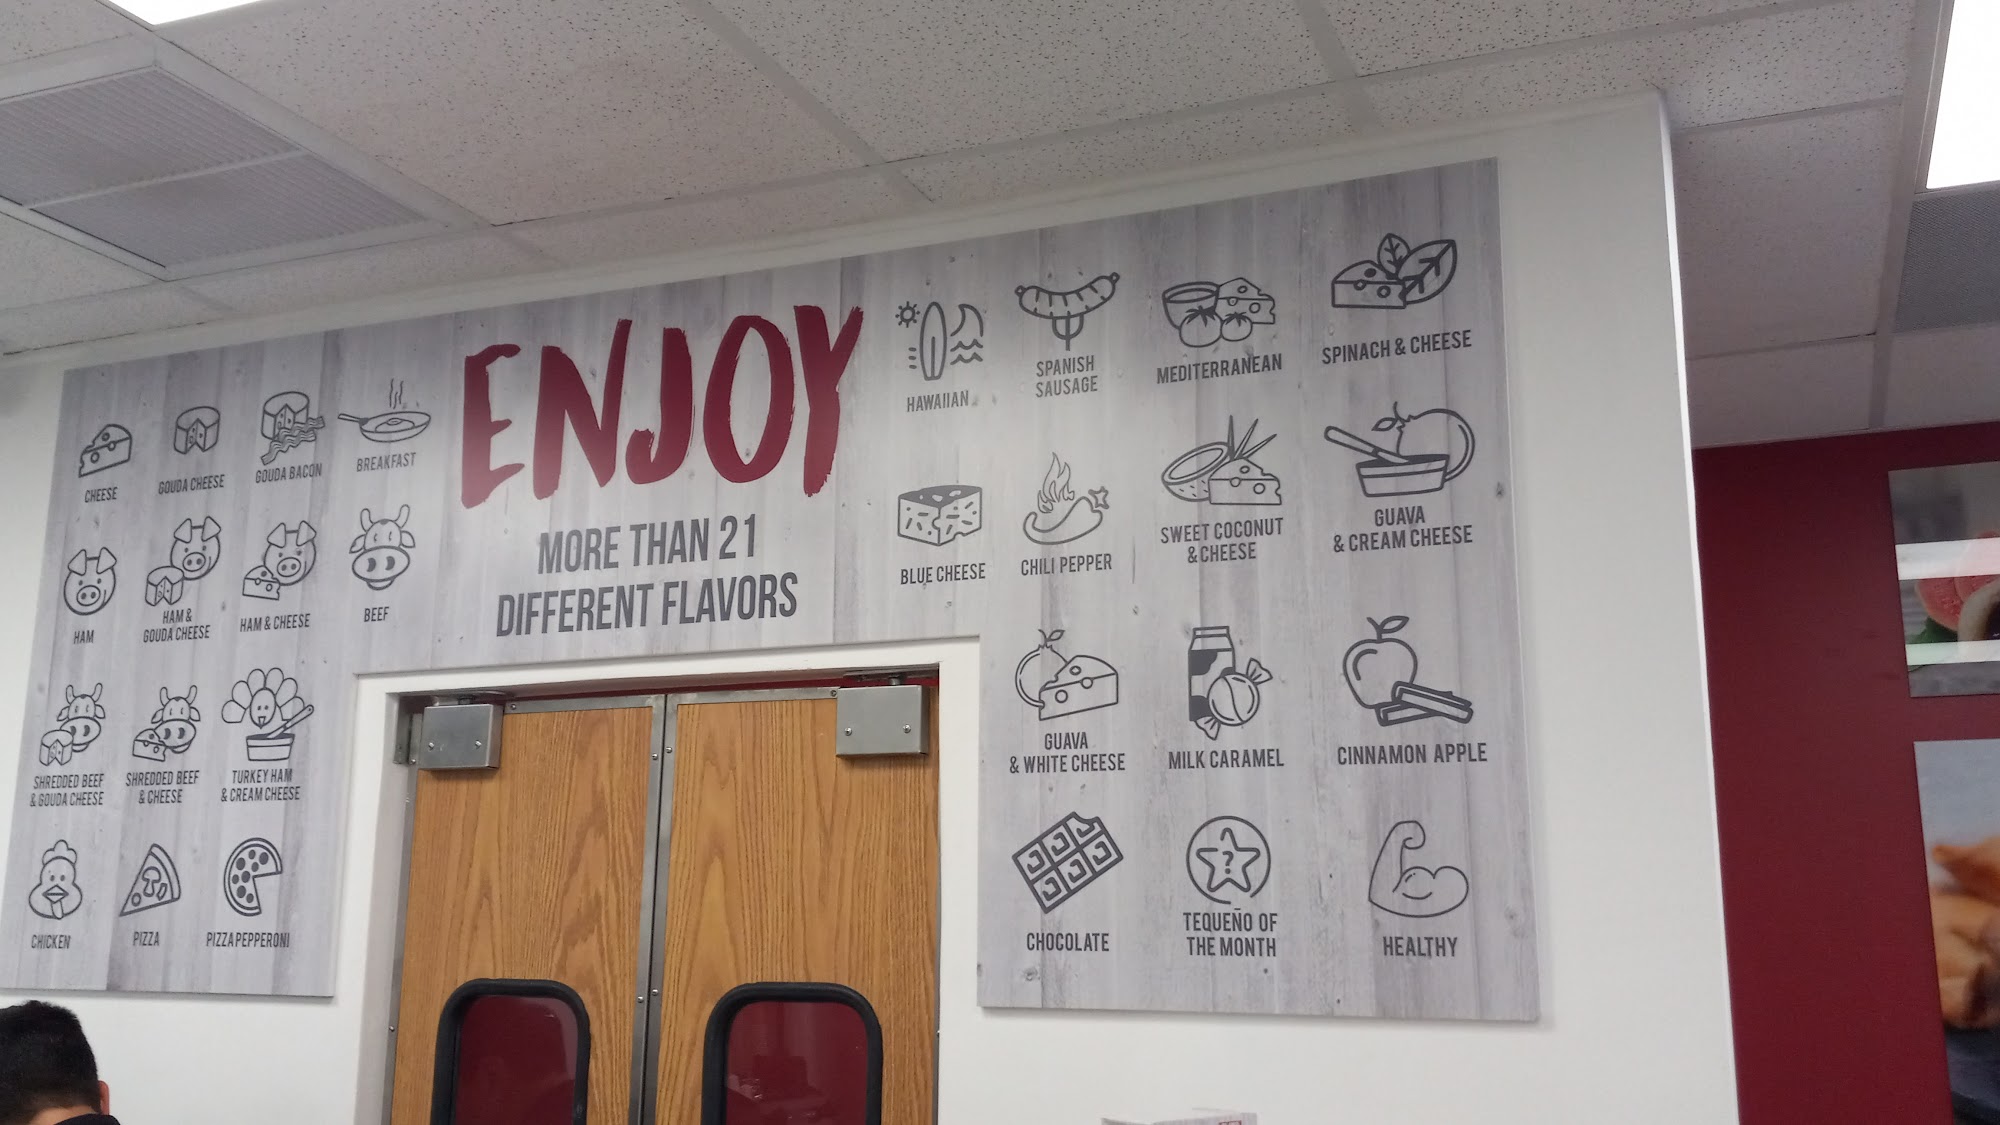 ENJOY
MORE THAN 21
DIFFERENT FLAVORS
CHEESE
GOUDA CHEESE
GOUDA BACON
BREAKFAST
HAM
HAM &
GOUDA CHEESE
HAM & CHEESE
BEEF
SHREDDED BEEF
& GOUDA CHEESE
SHREDDED BEEF
& CHEESE
TURKEY HAM
& CREAM CHEESE
CHICKEN
PIZZA
PIZZA PEPPERONI
HAWAIIAN
SPANISH
SAUSAGE
MEDITERRANEAN
SPINACH & CHEESE
BLUE CHEESE
CHILI PEPPER
SWEET COCONUT
& CHEESE
GUAVA
& CREAM CHEESE
GUAVA
& WHITE CHEESE
MILK CARAMEL
CINNAMON APPLE
CHOCOLATE
?
TEQUEÑO OF
THE MONTH
HEALTHY